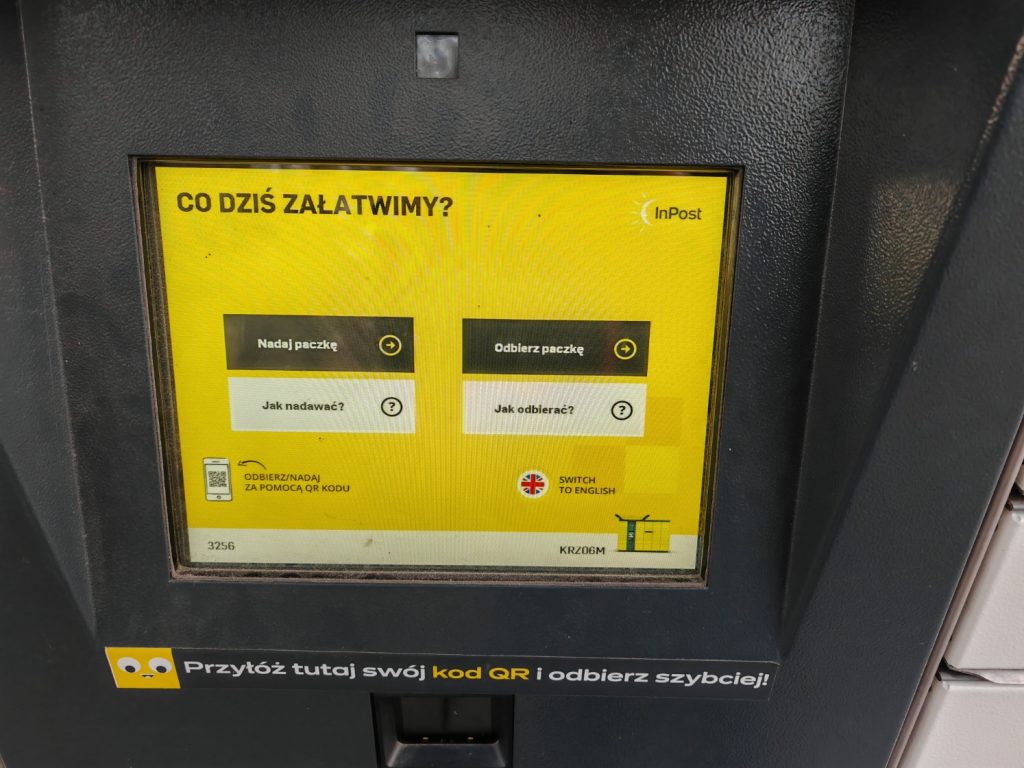 CO DZIŚ ZAŁATWIMY?
InPost
Nadaj paczkę
Odbierz paczkę
Jak nadawać?
Jak odbierać?
ODBIERZ/NADAJ
ZA POMOCĄ QR KODU
SWITCH
TO ENGLISH
3256
KRZ06M
Przyłóż tutaj swój kod QR i odbierz szybciej!